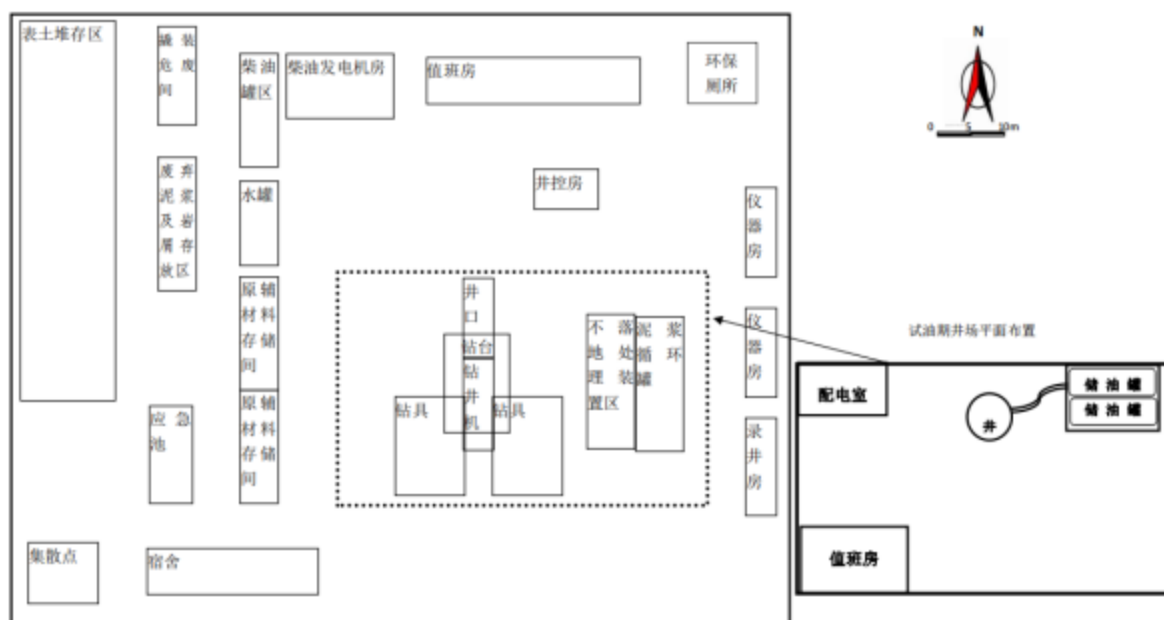 表土堆存区
撬装
危废
间
柴油
罐区
柴油发电机房
值班房
环保
厕所
N
0 5 10m
废弃
泥浆
及岩
屑存
放区
水罐
井控房
仪
器
房
原辅
材料
存储
间
井
口
钻台
钻
井
机
钻具
钻具
不落
地处
理装
置区
泥浆
循环
罐
仪
器
房
原辅
材料
存储
间
应急
池
录
井
房
集散点
宿舍
试油期井场平面布置
配电室
井
储油罐
储油罐
值班房